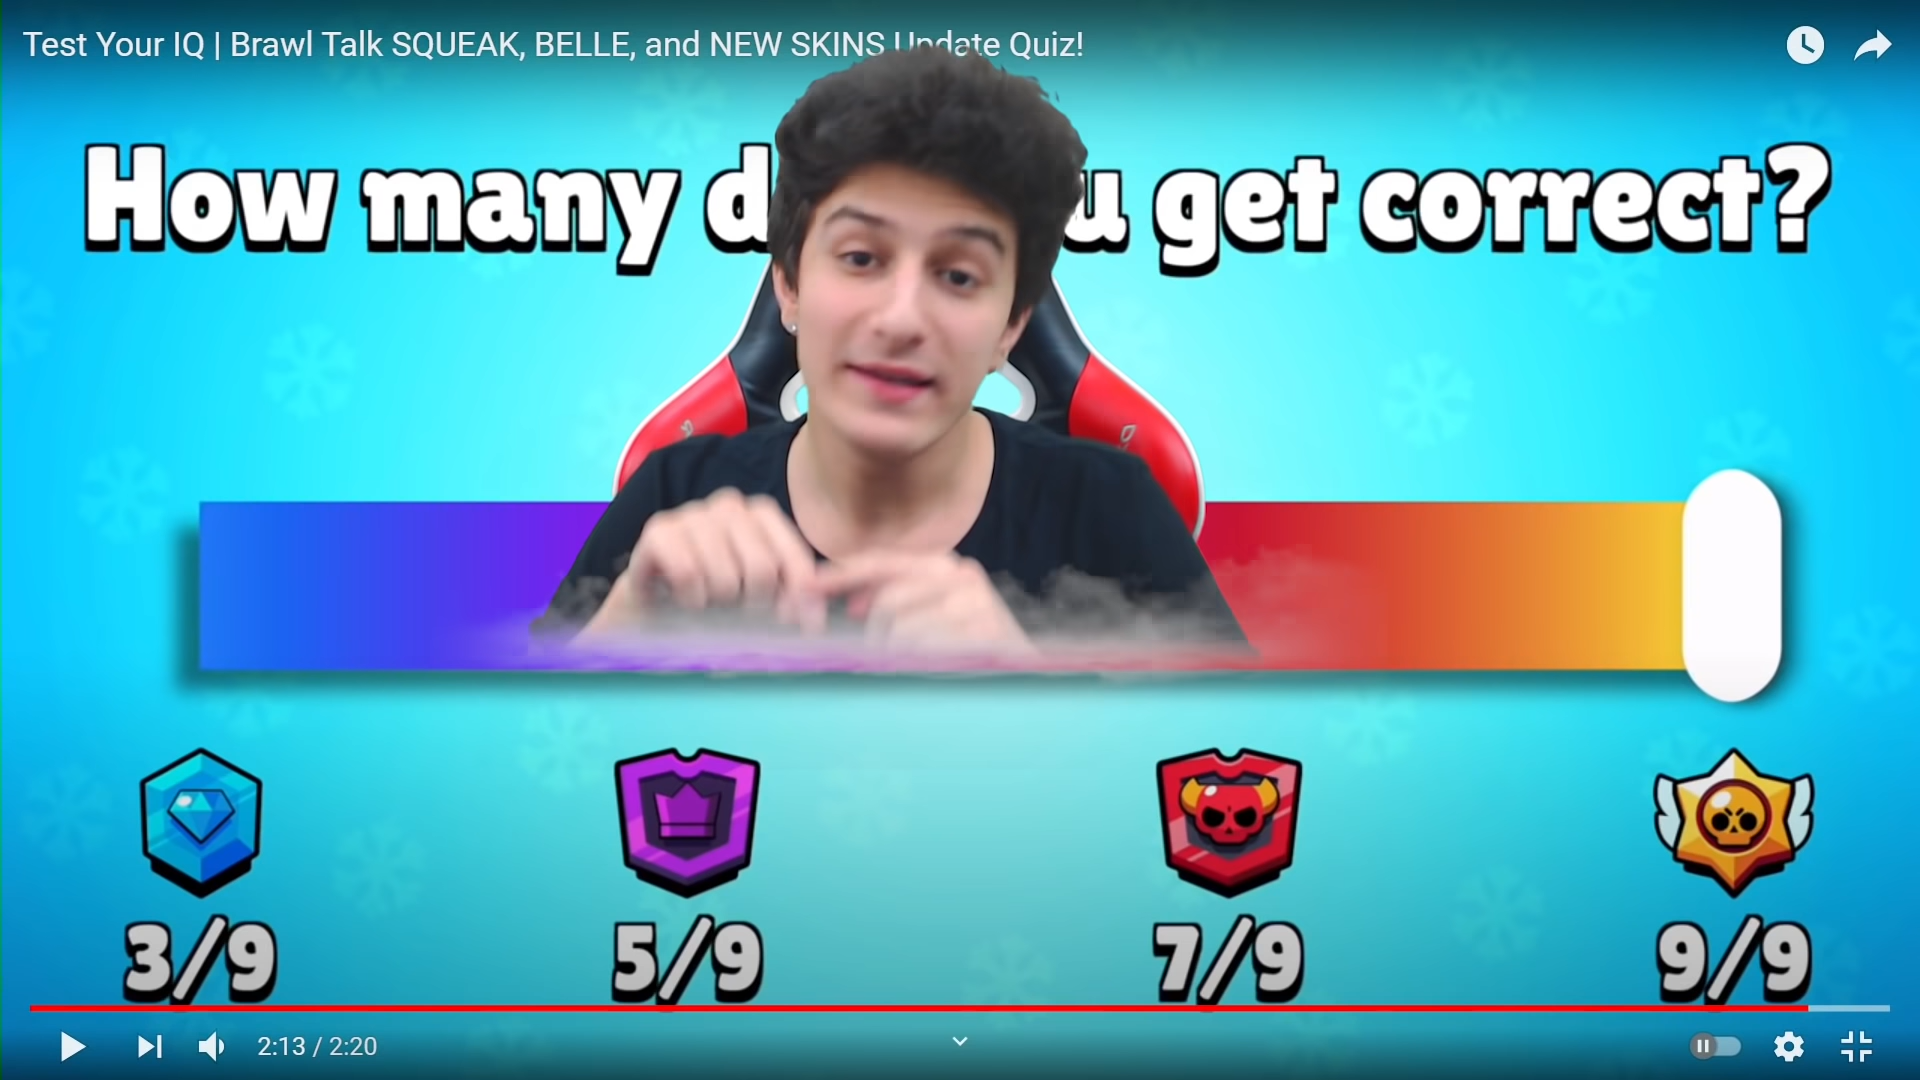 Test Your IQ | Brawl Talk SQUEAK, BELLE, and NEW SKINS Update Quiz!
How many d u get correct?
3/9 5/9 7/9 9/9
2:13 / 2:20